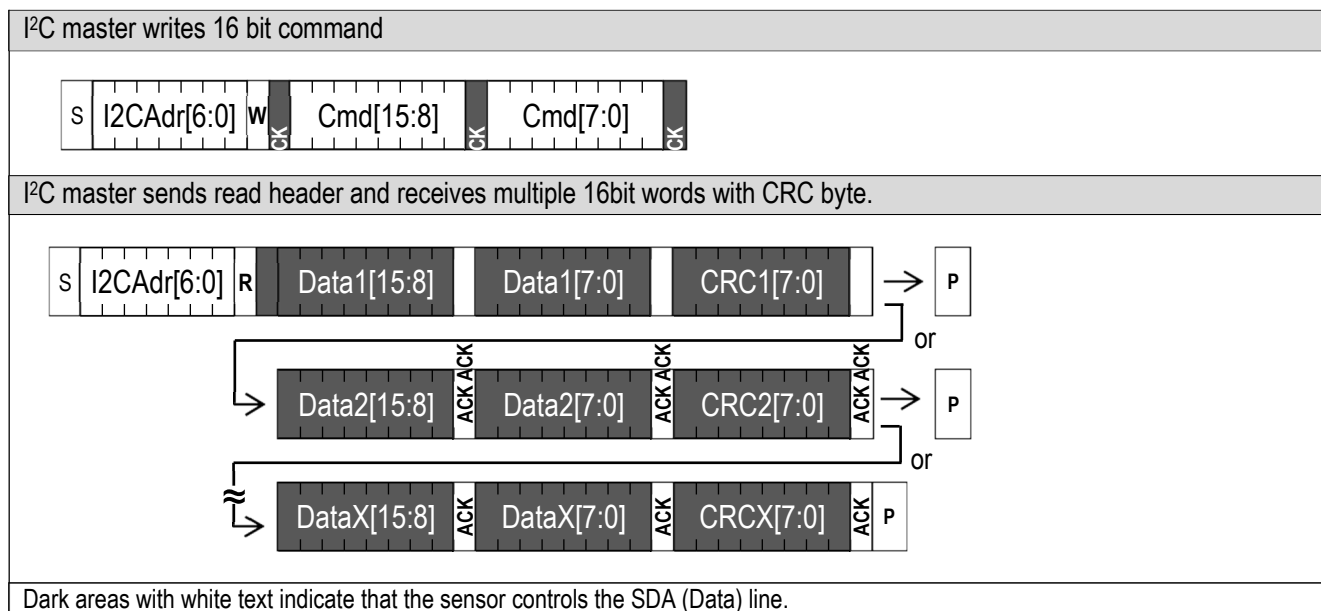 I²C master writes 16 bit command
S I2CAdr[6:0] W CK Cmd[15:8] CK Cmd[7:0] CK
I²C master sends read header and receives multiple 16bit words with CRC byte.
S I2CAdr[6:0] R Data1[15:8] Data1[7:0] CRC1[7:0] P
or
ACK ACK ACK
Data2[15:8] ACK Data2[7:0] ACK CRC2[7:0] ACK P
or
DataX[15:8] ACK DataX[7:0] ACK CRCX[7:0] ACK P
Dark areas with white text indicate that the sensor controls the SDA (Data) line.